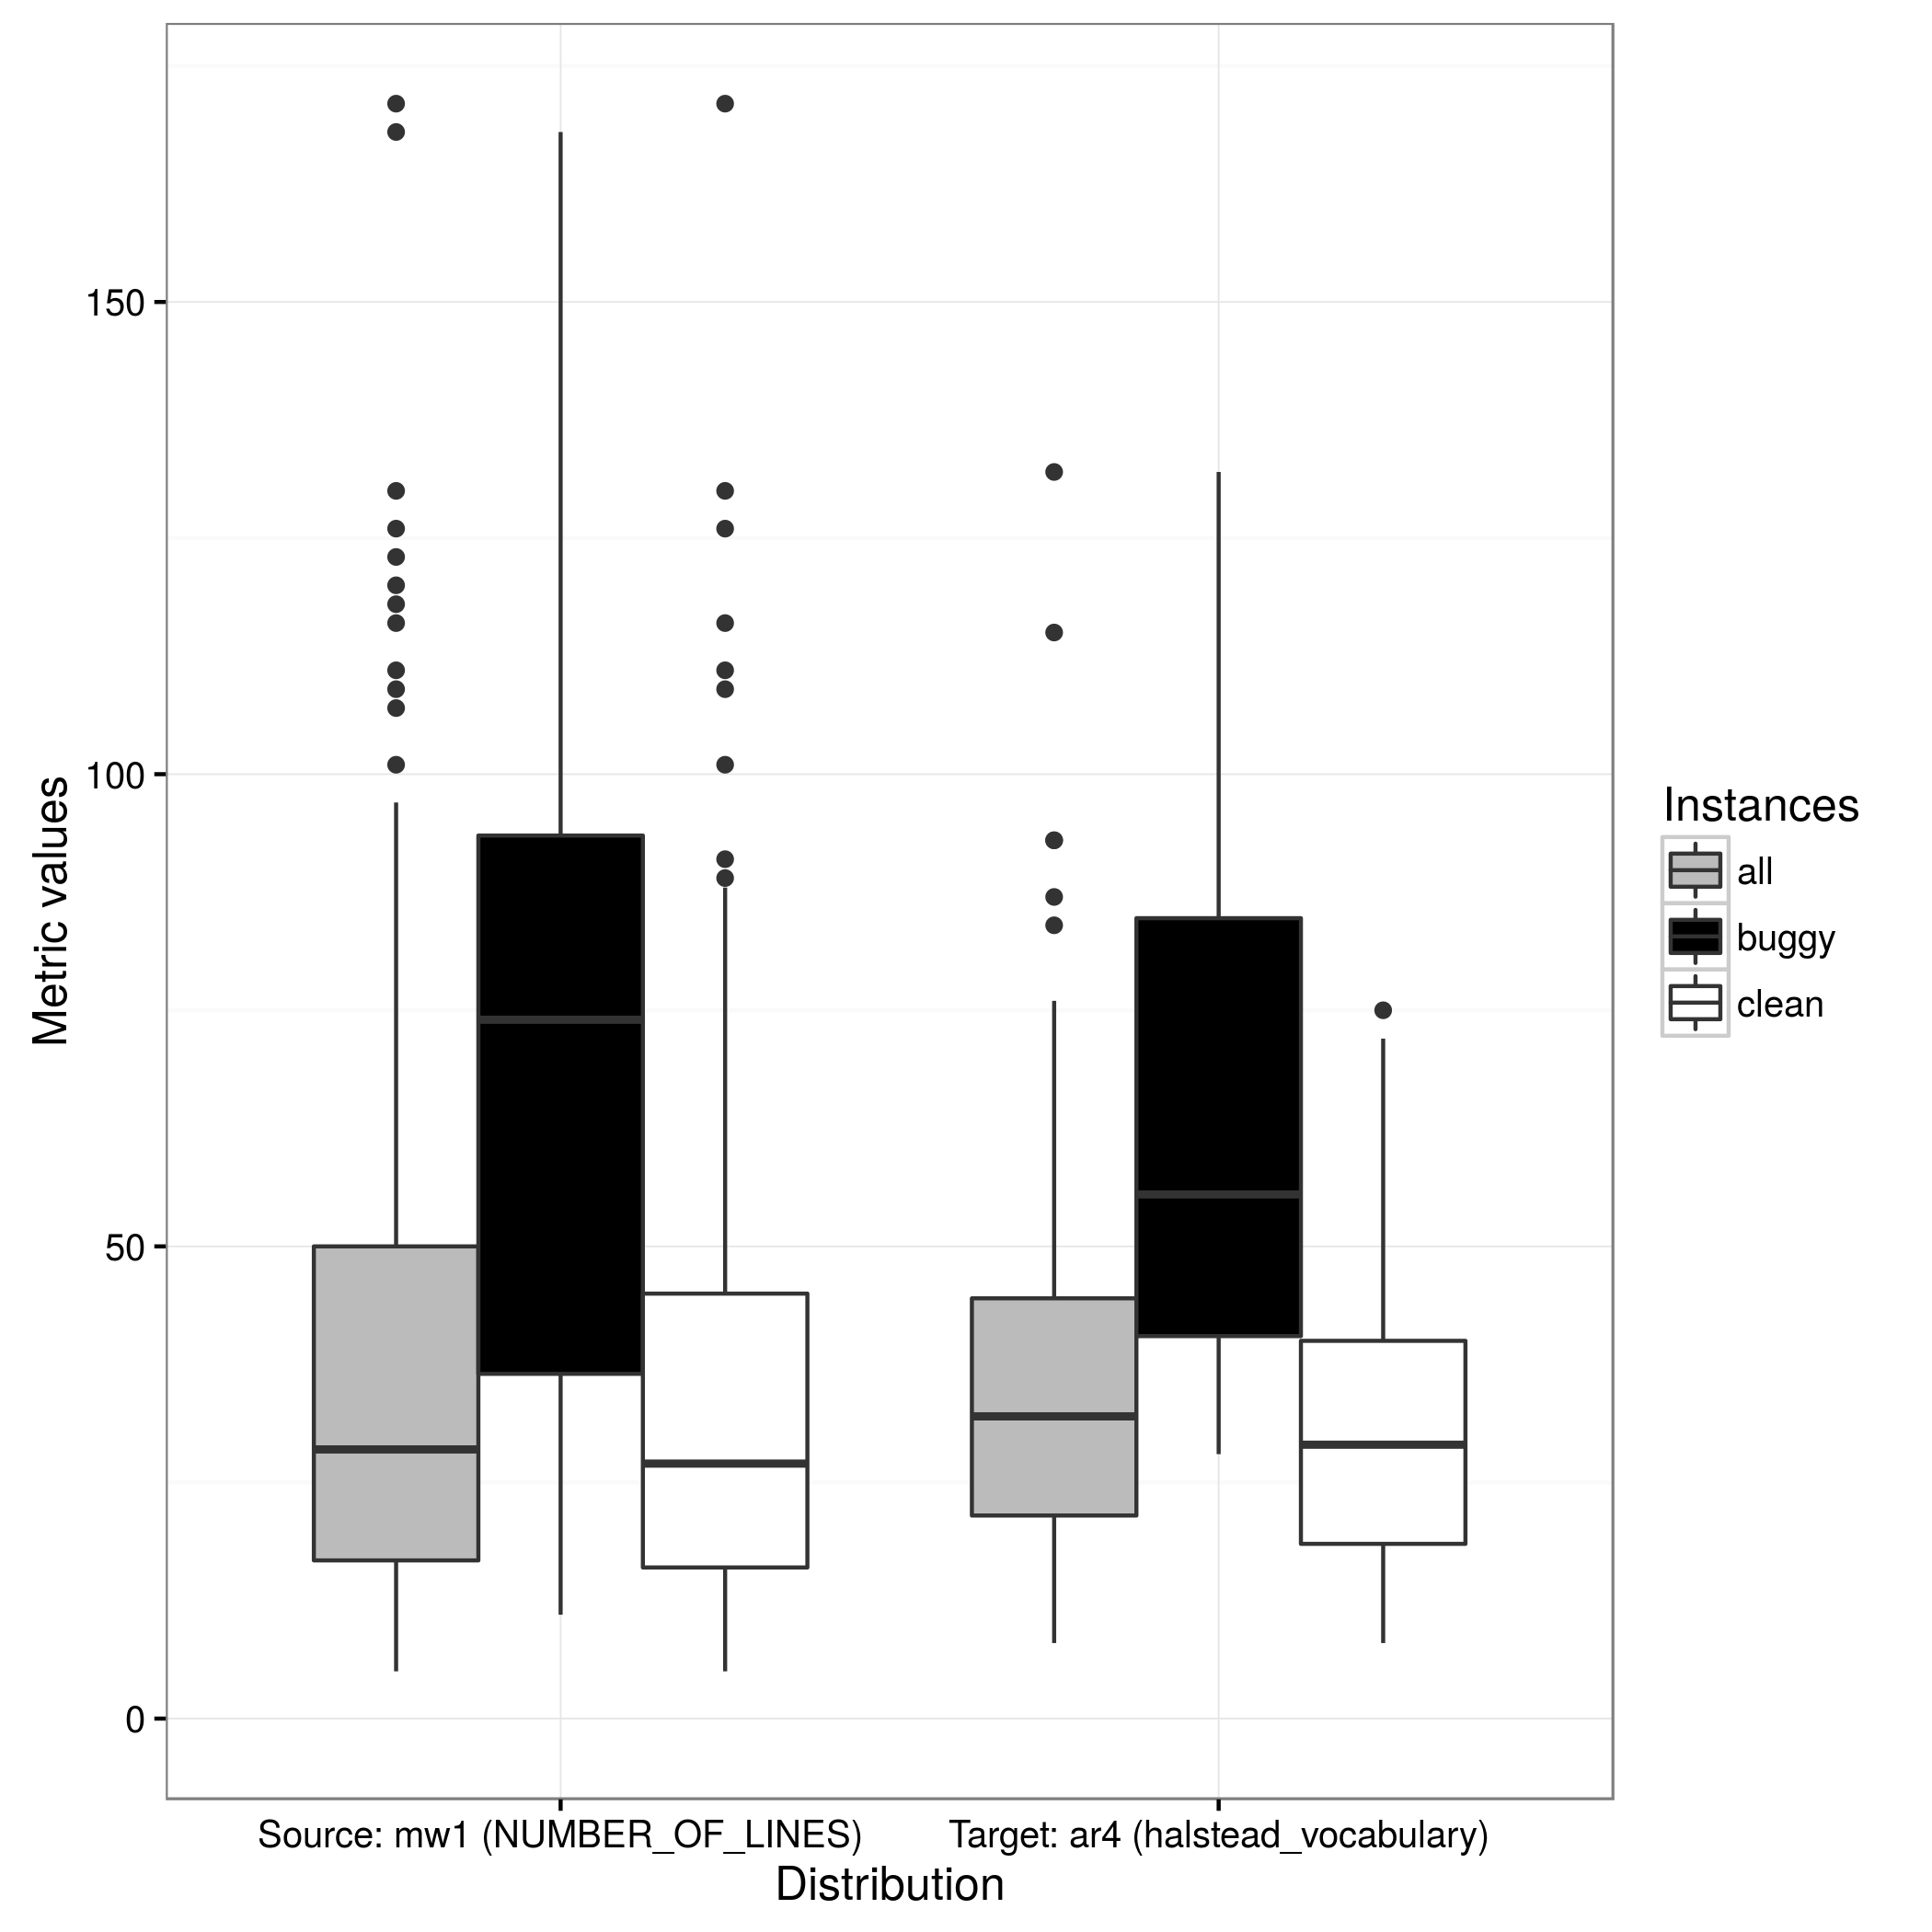 Metric values
150
100
50
0
Source: mw1 (NUMBER_OF_LINES)
Target: ar4 (halstead_vocabulary)
Distribution
Instances
all
buggy
clean